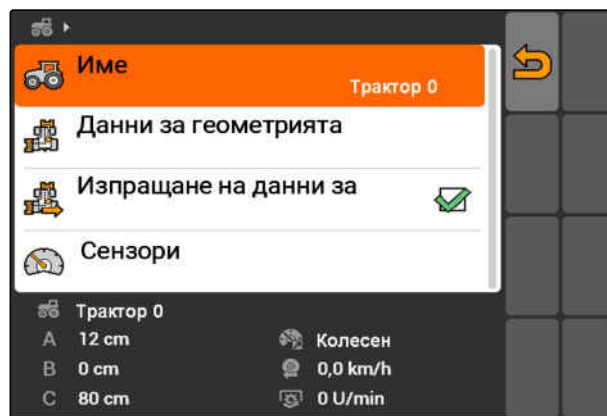 Име
Трактор 0
Данни за геометрията
Изпращане на данни за
Сензори
Трактор 0
A 12 cm Колесен
B 0 cm 0,0 km/h
C 80 cm 0 U/min